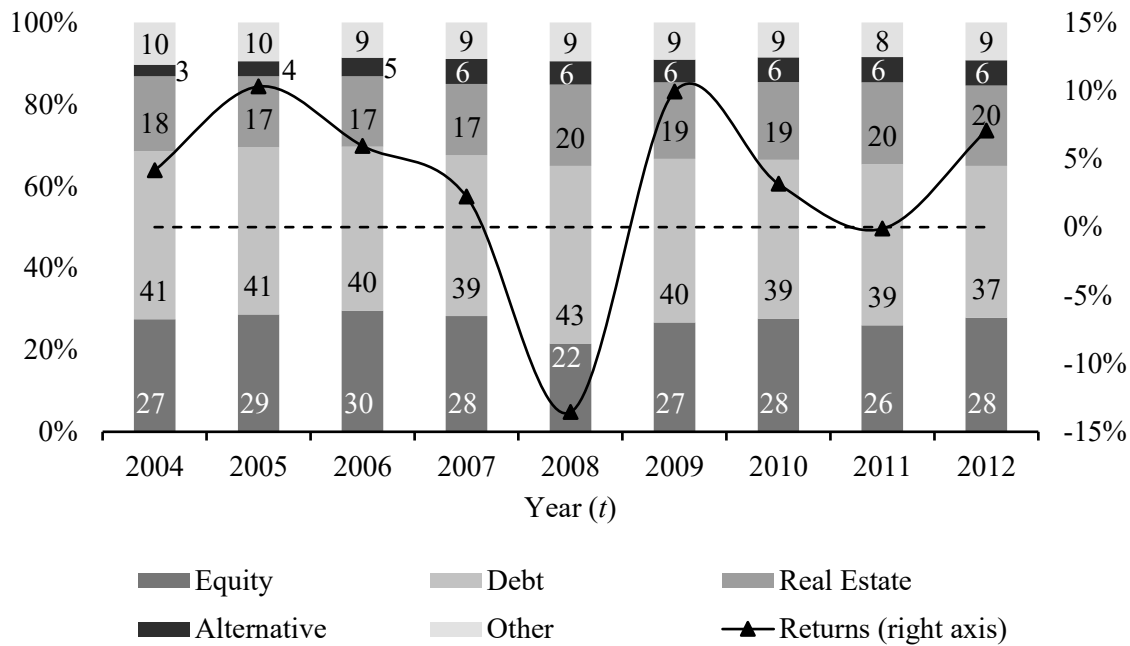 100% 10 10 9 9 9 9 9 8 9 15%
3 4 5 6 6 6 6 6 6
80% 18 17 17 17 20 19 19 20 20 10%
60% 5%
0%
40% 41 41 40 39 43 40 39 39 37 -5%
20% 22 -10%
27 29 30 28 27 28 26 28
0% -15%
2004 2005 2006 2007 2008 2009 2010 2011 2012
Year (t)
Equity Debt Real Estate
Alternative Other Returns (right axis)